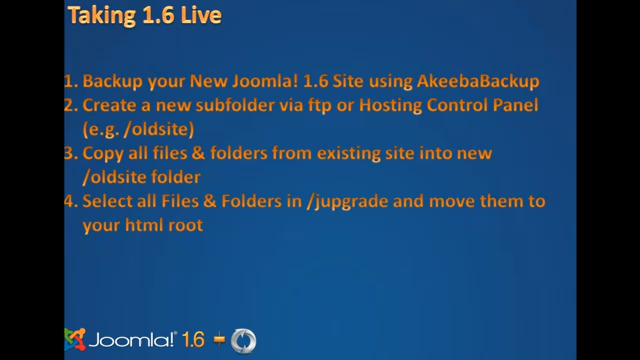 Taking 1.6 Live
1. Backup your New Joomla! 1.6 Site using AkeebaBackup
2. Create a new subfolder via ftp or Hosting Control Panel
(e.g. /oldsite)
3. Copy all files & folders from existing site into new
/oldsite folder
4. Select all Files & Folders in /jupgrade and move them to
your html root
Joomla!® 1.6